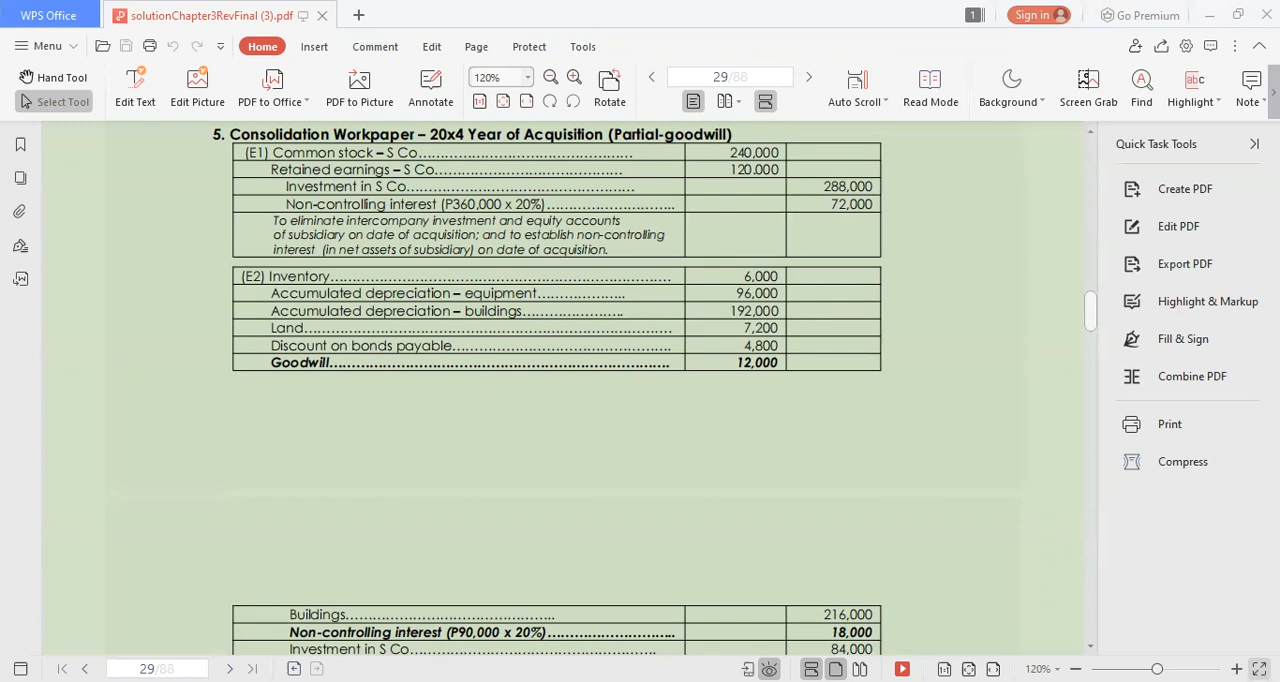 WPS Office
solutionChapter3RevFinal (3).pdf
1
Sign in
Go Premium
Menu
Home
Insert
Comment
Edit
Page
Protect
Tools
Hand Tool
Select Tool
Edit Text
Edit Picture
PDF to Office
PDF to Picture
Annotate
120%
Rotate
29/88
Auto Scroll
Read Mode
Background
Screen Grab
Find
Highlight
Note
5. Consolidation Workpaper – 20x4 Year of Acquisition (Partial-goodwill)
(E1) Common stock – S Co………………………………………… 240,000
Retained earnings – S Co………………………………………… 120.000
Investment in S Co………………………………………… 288,000
Non-controlling interest (P360,000 x 20%)……………………….. 72,000
To eliminate intercompany investment and equity accounts
of subsidiary on date of acquisition; and to establish non-controlling
interest (in net assets of subsidiary) on date of acquisition.
(E2) Inventory………………………………………………………… 6,000
Accumulated depreciation – equipment……………….. 96,000
Accumulated depreciation – buildings…………………. 192,000
Land………………………………………………………………… 7,200
Discount on bonds payable…………………………………….. 4,800
Goodwill…………………………………………………………. 12,000
Buildings……………………………………... 216,000
Non-controlling interest (P90,000 x 20%)…………………….. 18,000
Investment in S Co……………………………………………. 84,000
Quick Task Tools
Create PDF
Edit PDF
Export PDF
Highlight & Markup
Fill & Sign
Combine PDF
Print
Compress
29/88
120%